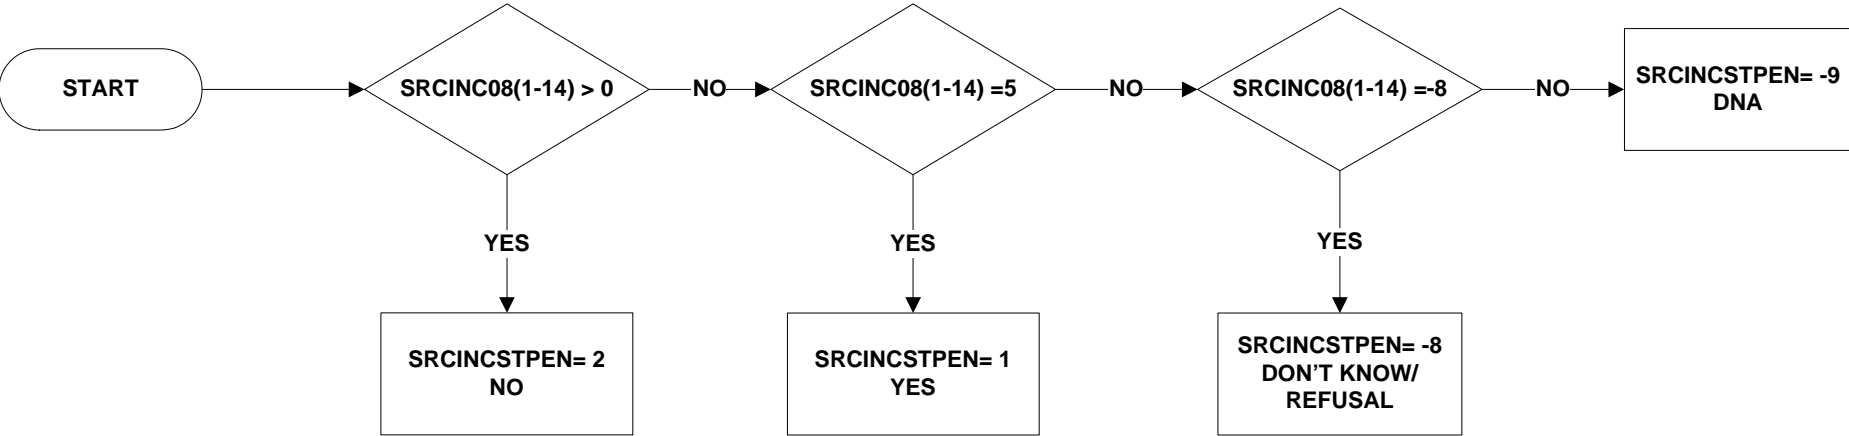 START
SRCINC08(1-14) > 0
NO
SRCINC08(1-14) =5
NO
SRCINC08(1-14) =-8
NO
SRCINCSTPEN= -9
DNA
YES
YES
YES
SRCINCSTPEN= 2
NO
SRCINCSTPEN= 1
YES
SRCINCSTPEN= -8
DON'T KNOW/
REFUSAL